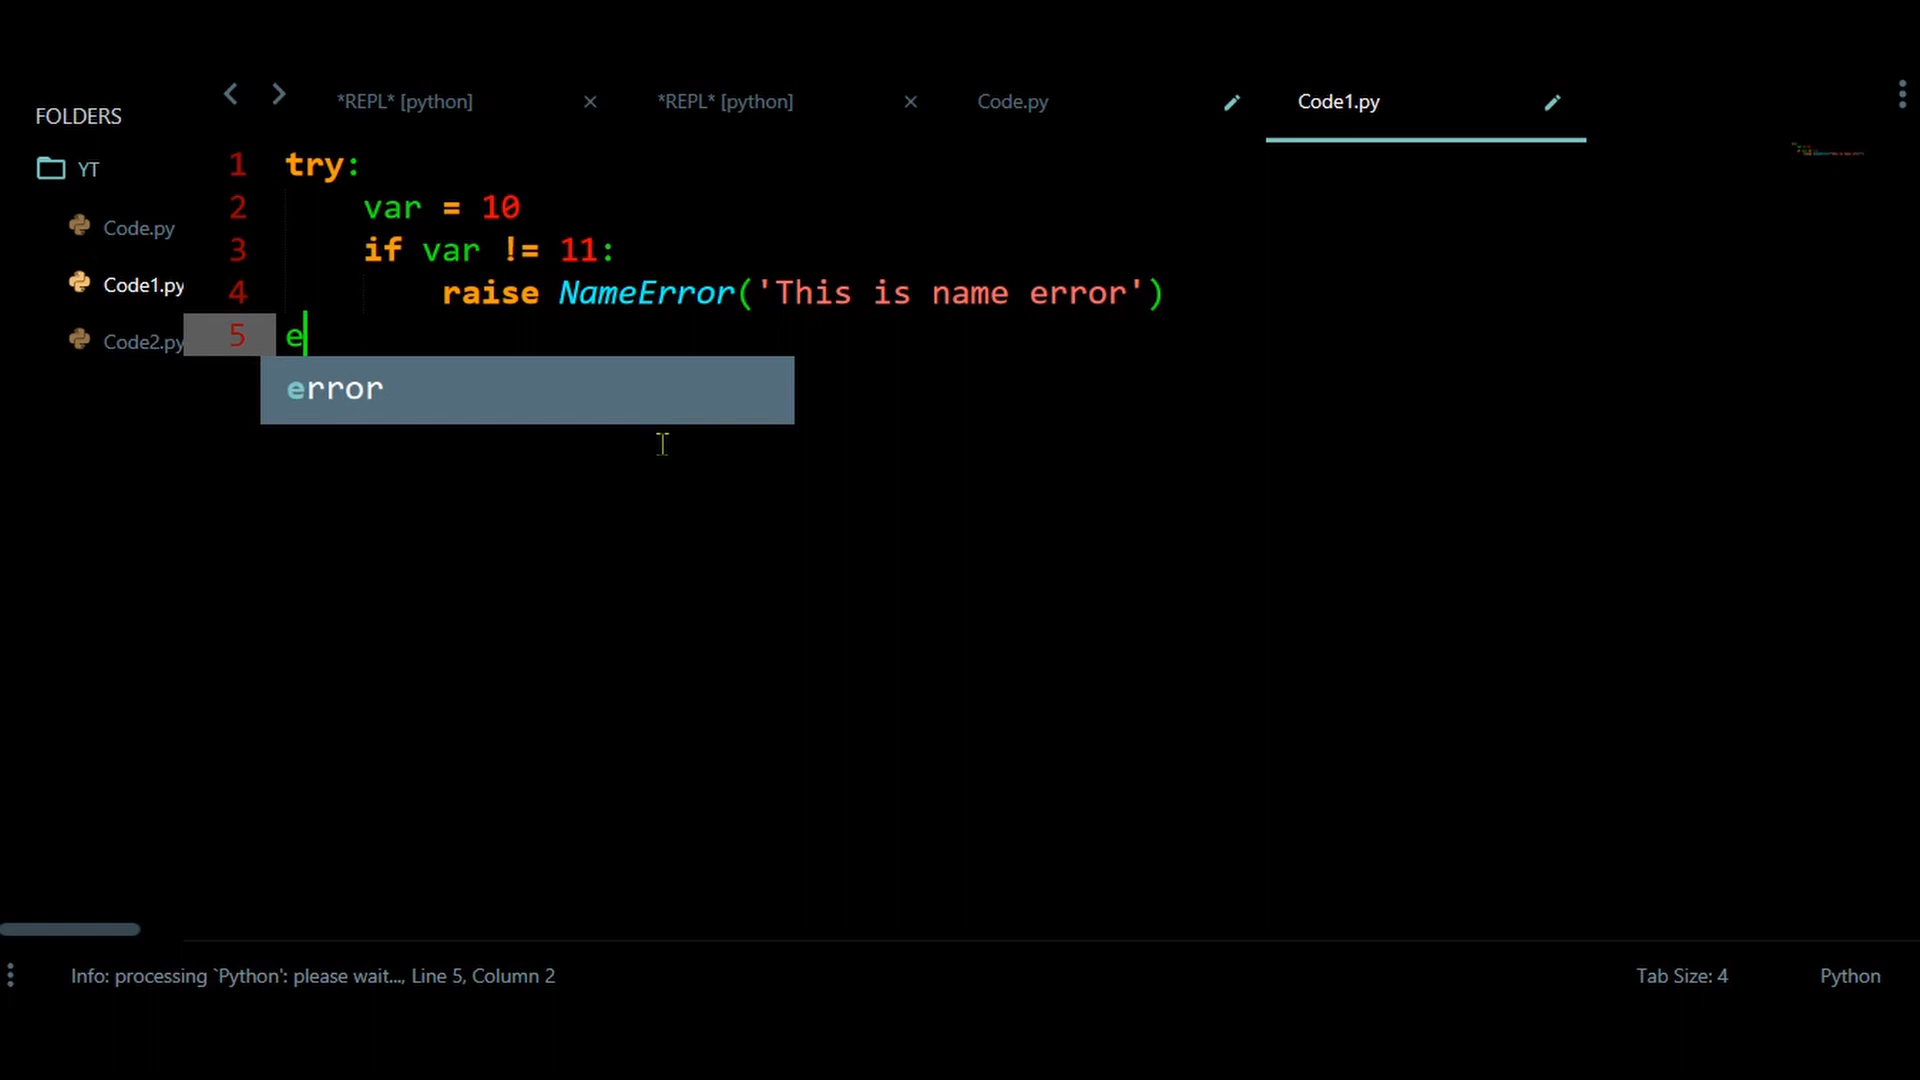 FOLDERS
YT
Code.py
Code1.py
Code2.py
*REPL* [python]
*REPL* [python]
Code.py
Code1.py
1 try:
2     var = 10
3     if var != 11:
4         raise NameError('This is name error')
5 e
error
Info: processing `Python': please wait..., Line 5, Column 2
Tab Size: 4
Python